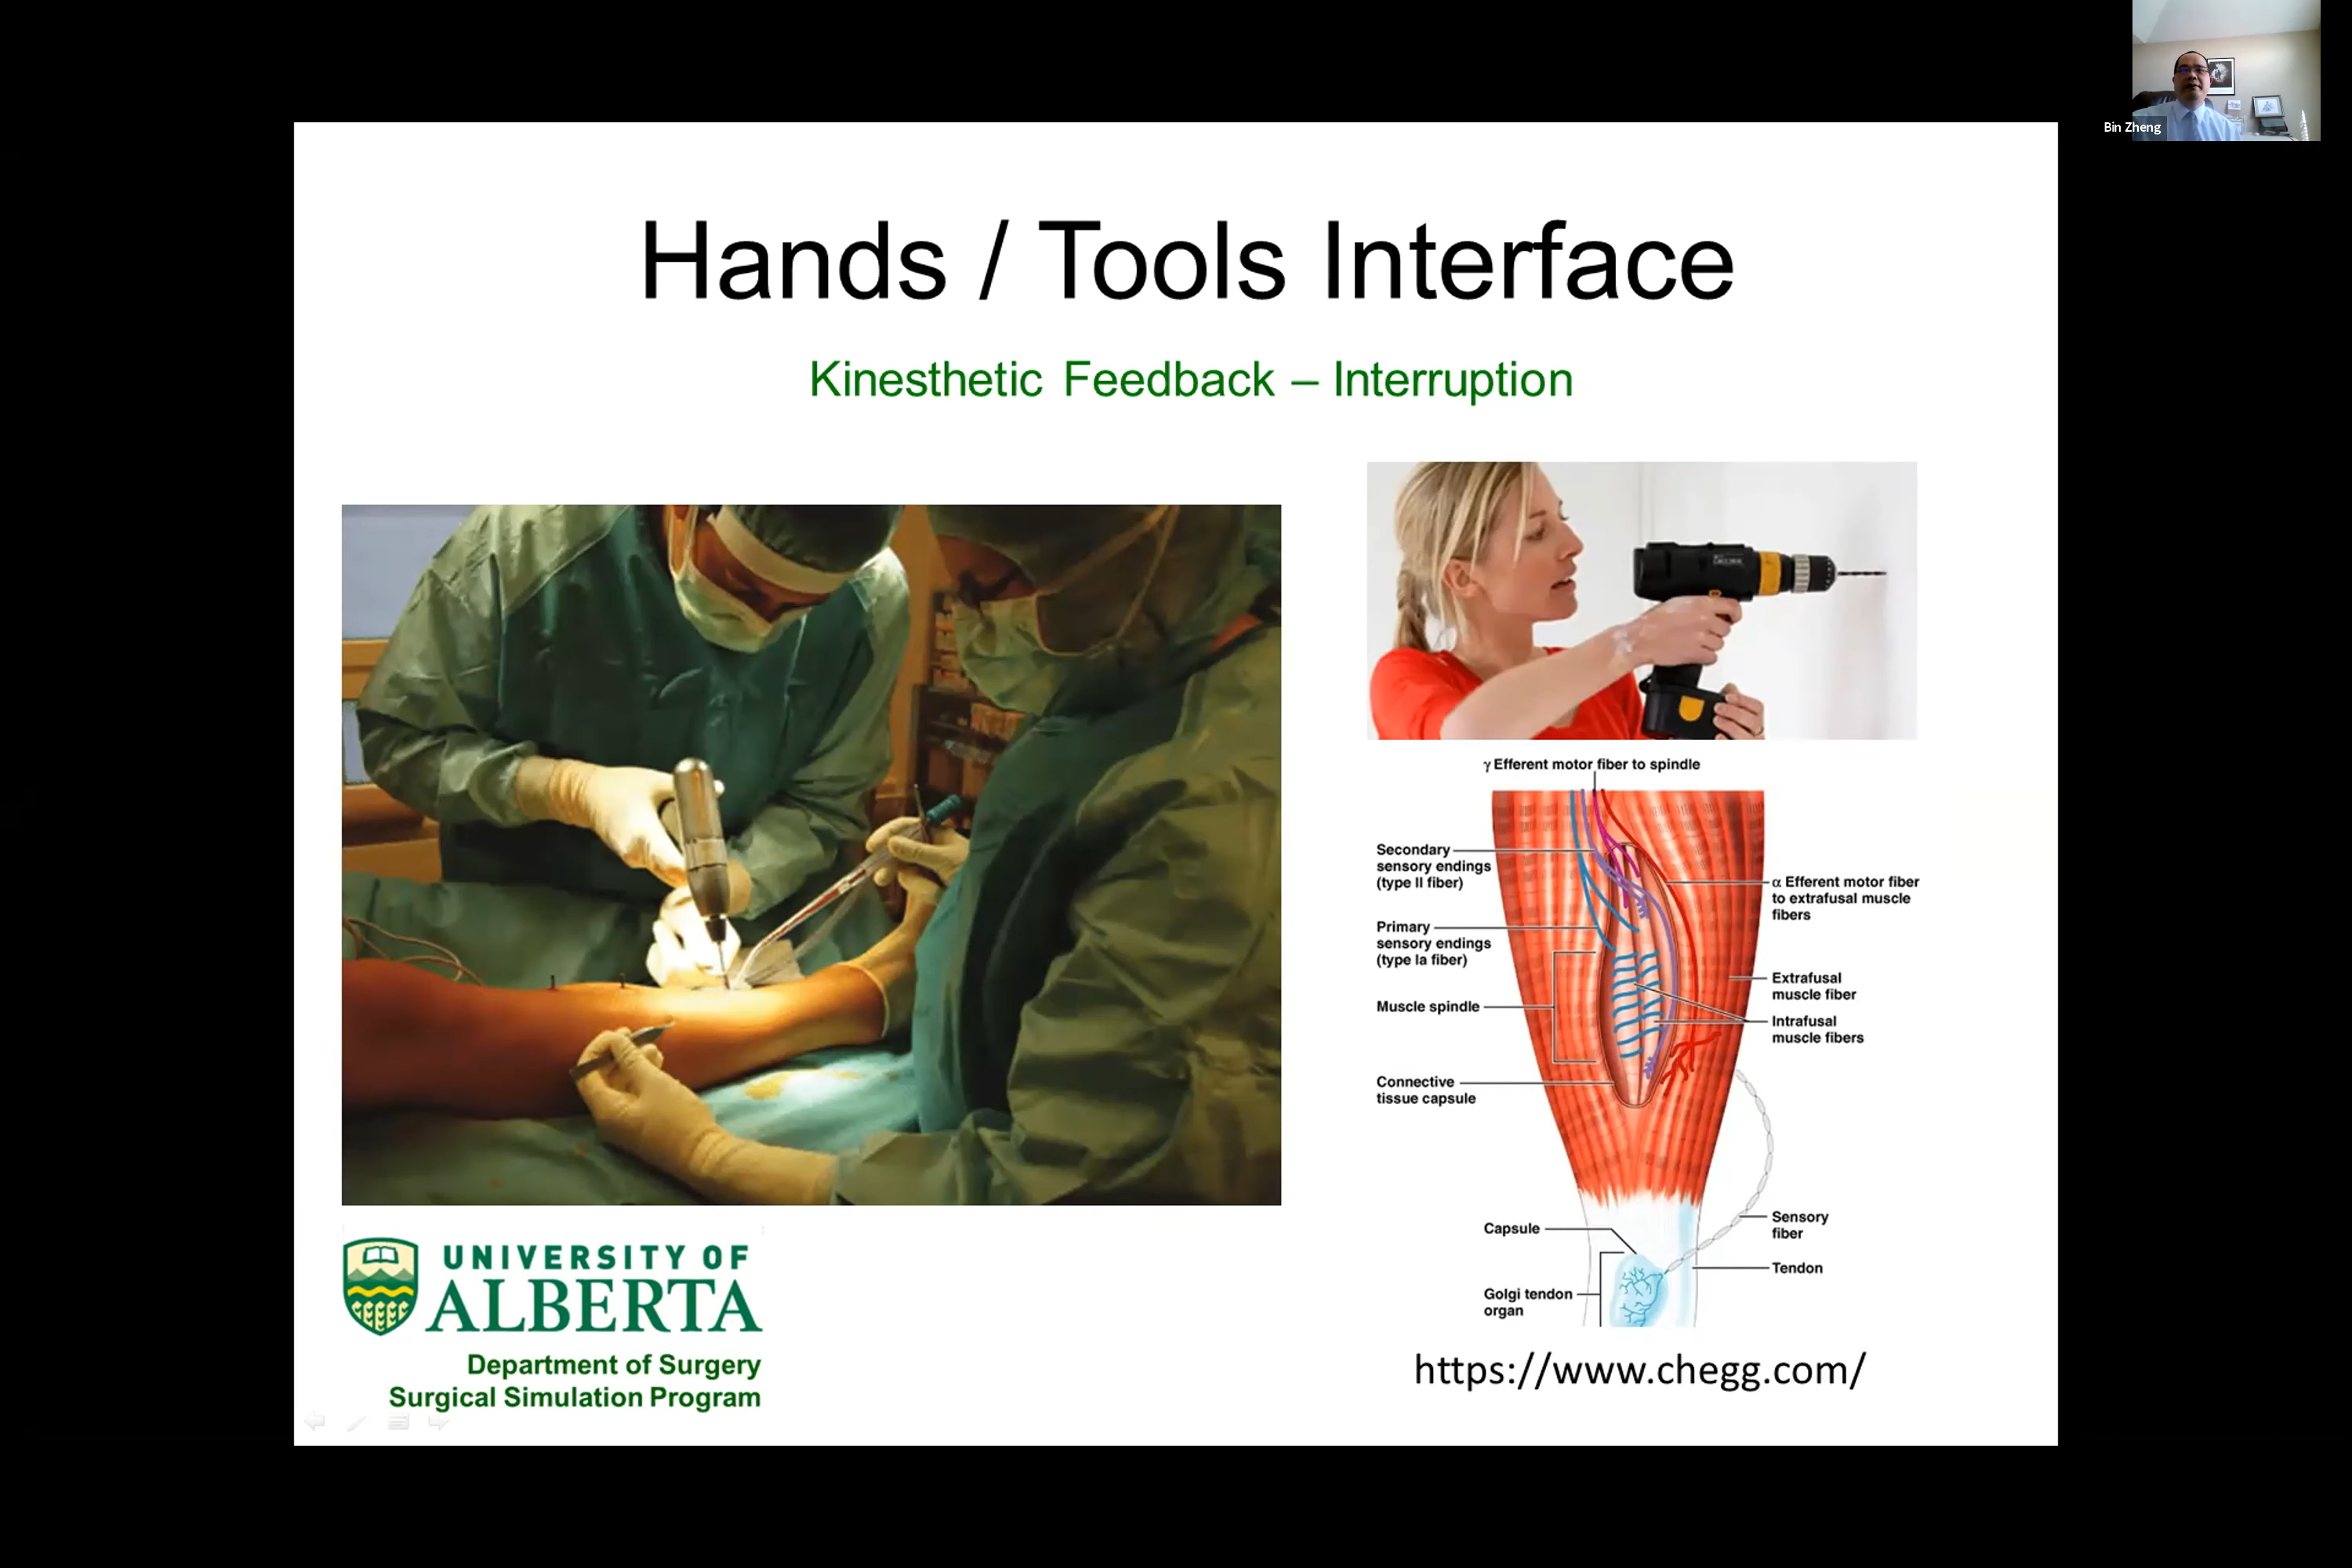 Bin Zheng
Hands / Tools Interface
Kinesthetic Feedback – Interruption
γ Efferent motor fiber to spindle
Secondary
sensory endings
(type II fiber)
Primary
sensory endings
(type Ia fiber)
Muscle spindle
Connective
tissue capsule
α Efferent motor fiber
to extrafusal muscle
fibers
Extrafusal
muscle fiber
Intrafusal
muscle fibers
Sensory
fiber
Tendon
Capsule
Golgi tendon
organ
https://www.chegg.com/
UNIVERSITY OF
ALBERTA
Department of Surgery
Surgical Simulation Program